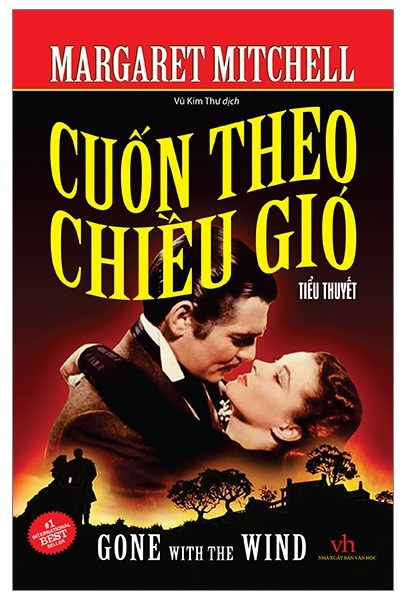 MARGARET MITCHELL
Vũ Kim Thư dịch
CUỐN THEO
CHIỀU GIÓ
TIỂU THUYẾT
#1
INTERNATIONAL
BEST
SELLER
GONE WITH THE WIND
vh
NHÀ XUẤT BẢN VĂN HỌC